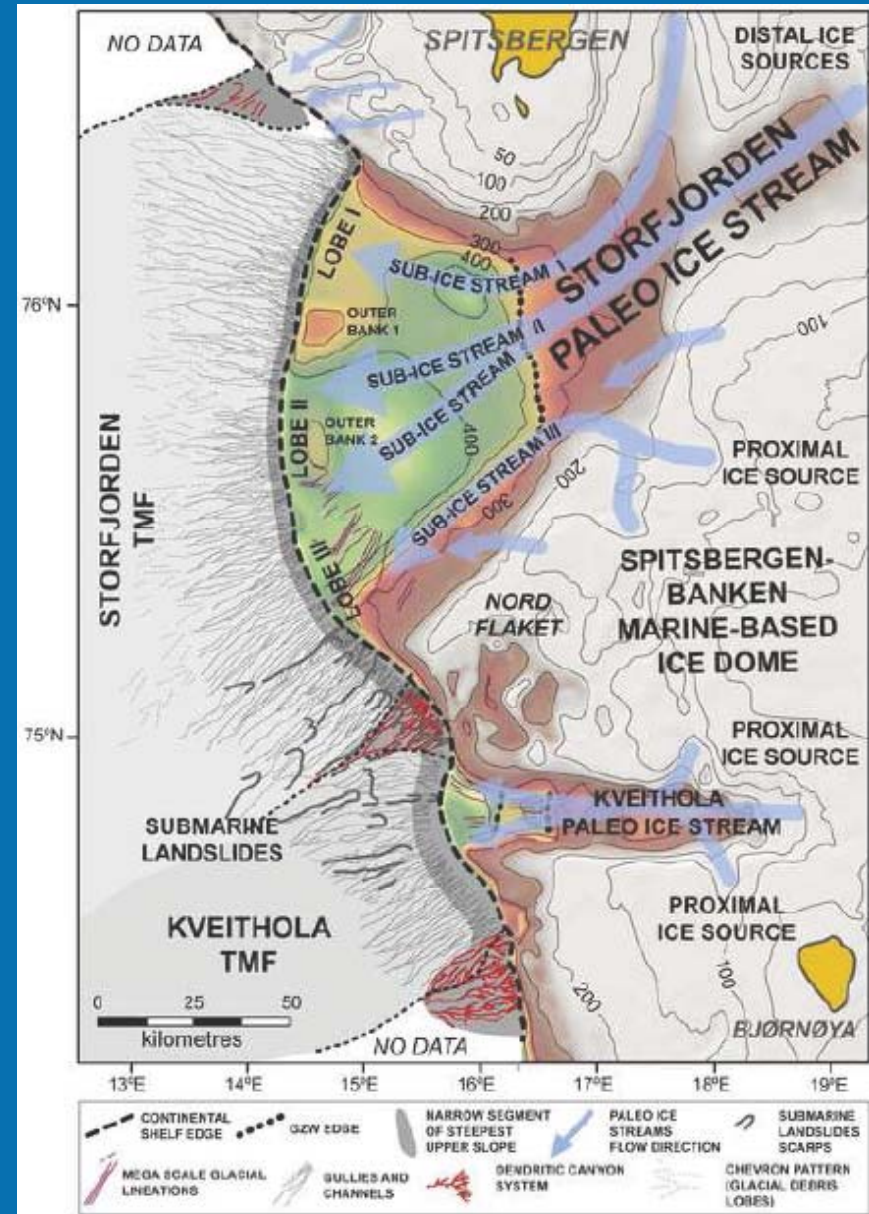 NO DATA
SPITSBERGEN
DISTAL ICE
SOURCES
50
100
200
300
400
STORFJORDEN
PALEO ICE STREAM
LOBE I
SUB-ICE STREAM I
76°N
OUTER
BANK 1
100
SUB-ICE STREAM II
SUB-ICE STREAM
LOBE II
OUTER
BANK 2
400
SUB-ICE STREAM III
200
300
PROXIMAL
ICE SOURCE
STORFJORDEN
TMF
LOBE III
NORD
FLAKET
SPITSBERGEN-
BANKEN
MARINE-BASED
ICE DOME
75°N
PROXIMAL
ICE SOURCE
KVEITHOLA
PALEO ICE STREAM
SUBMARINE
LANDSLIDES
PROXIMAL
ICE SOURCE
KVEITHOLA
TMF
100
200
0 25 50
kilometres
NO DATA
BJØRNØYA
13°E 14°E 15°E 16°E 17°E 18°E 19°E
CONTINENTAL
SHELF EDGE
GZW EDGE
NARROW SEGMENT
OF STEEPEST
UPPER SLOPE
PALEO ICE
STREAMS
FLOW DIRECTION
SUBMARINE
LANDSLIDES
SCARPS
MEGA SCALE GLACIAL
LINEATIONS
GULLIES AND
CHANNELS
DENDRITIC CANYON
SYSTEM
CHEVRON PATTERN
(GLACIAL DEBRIS
LOBES)